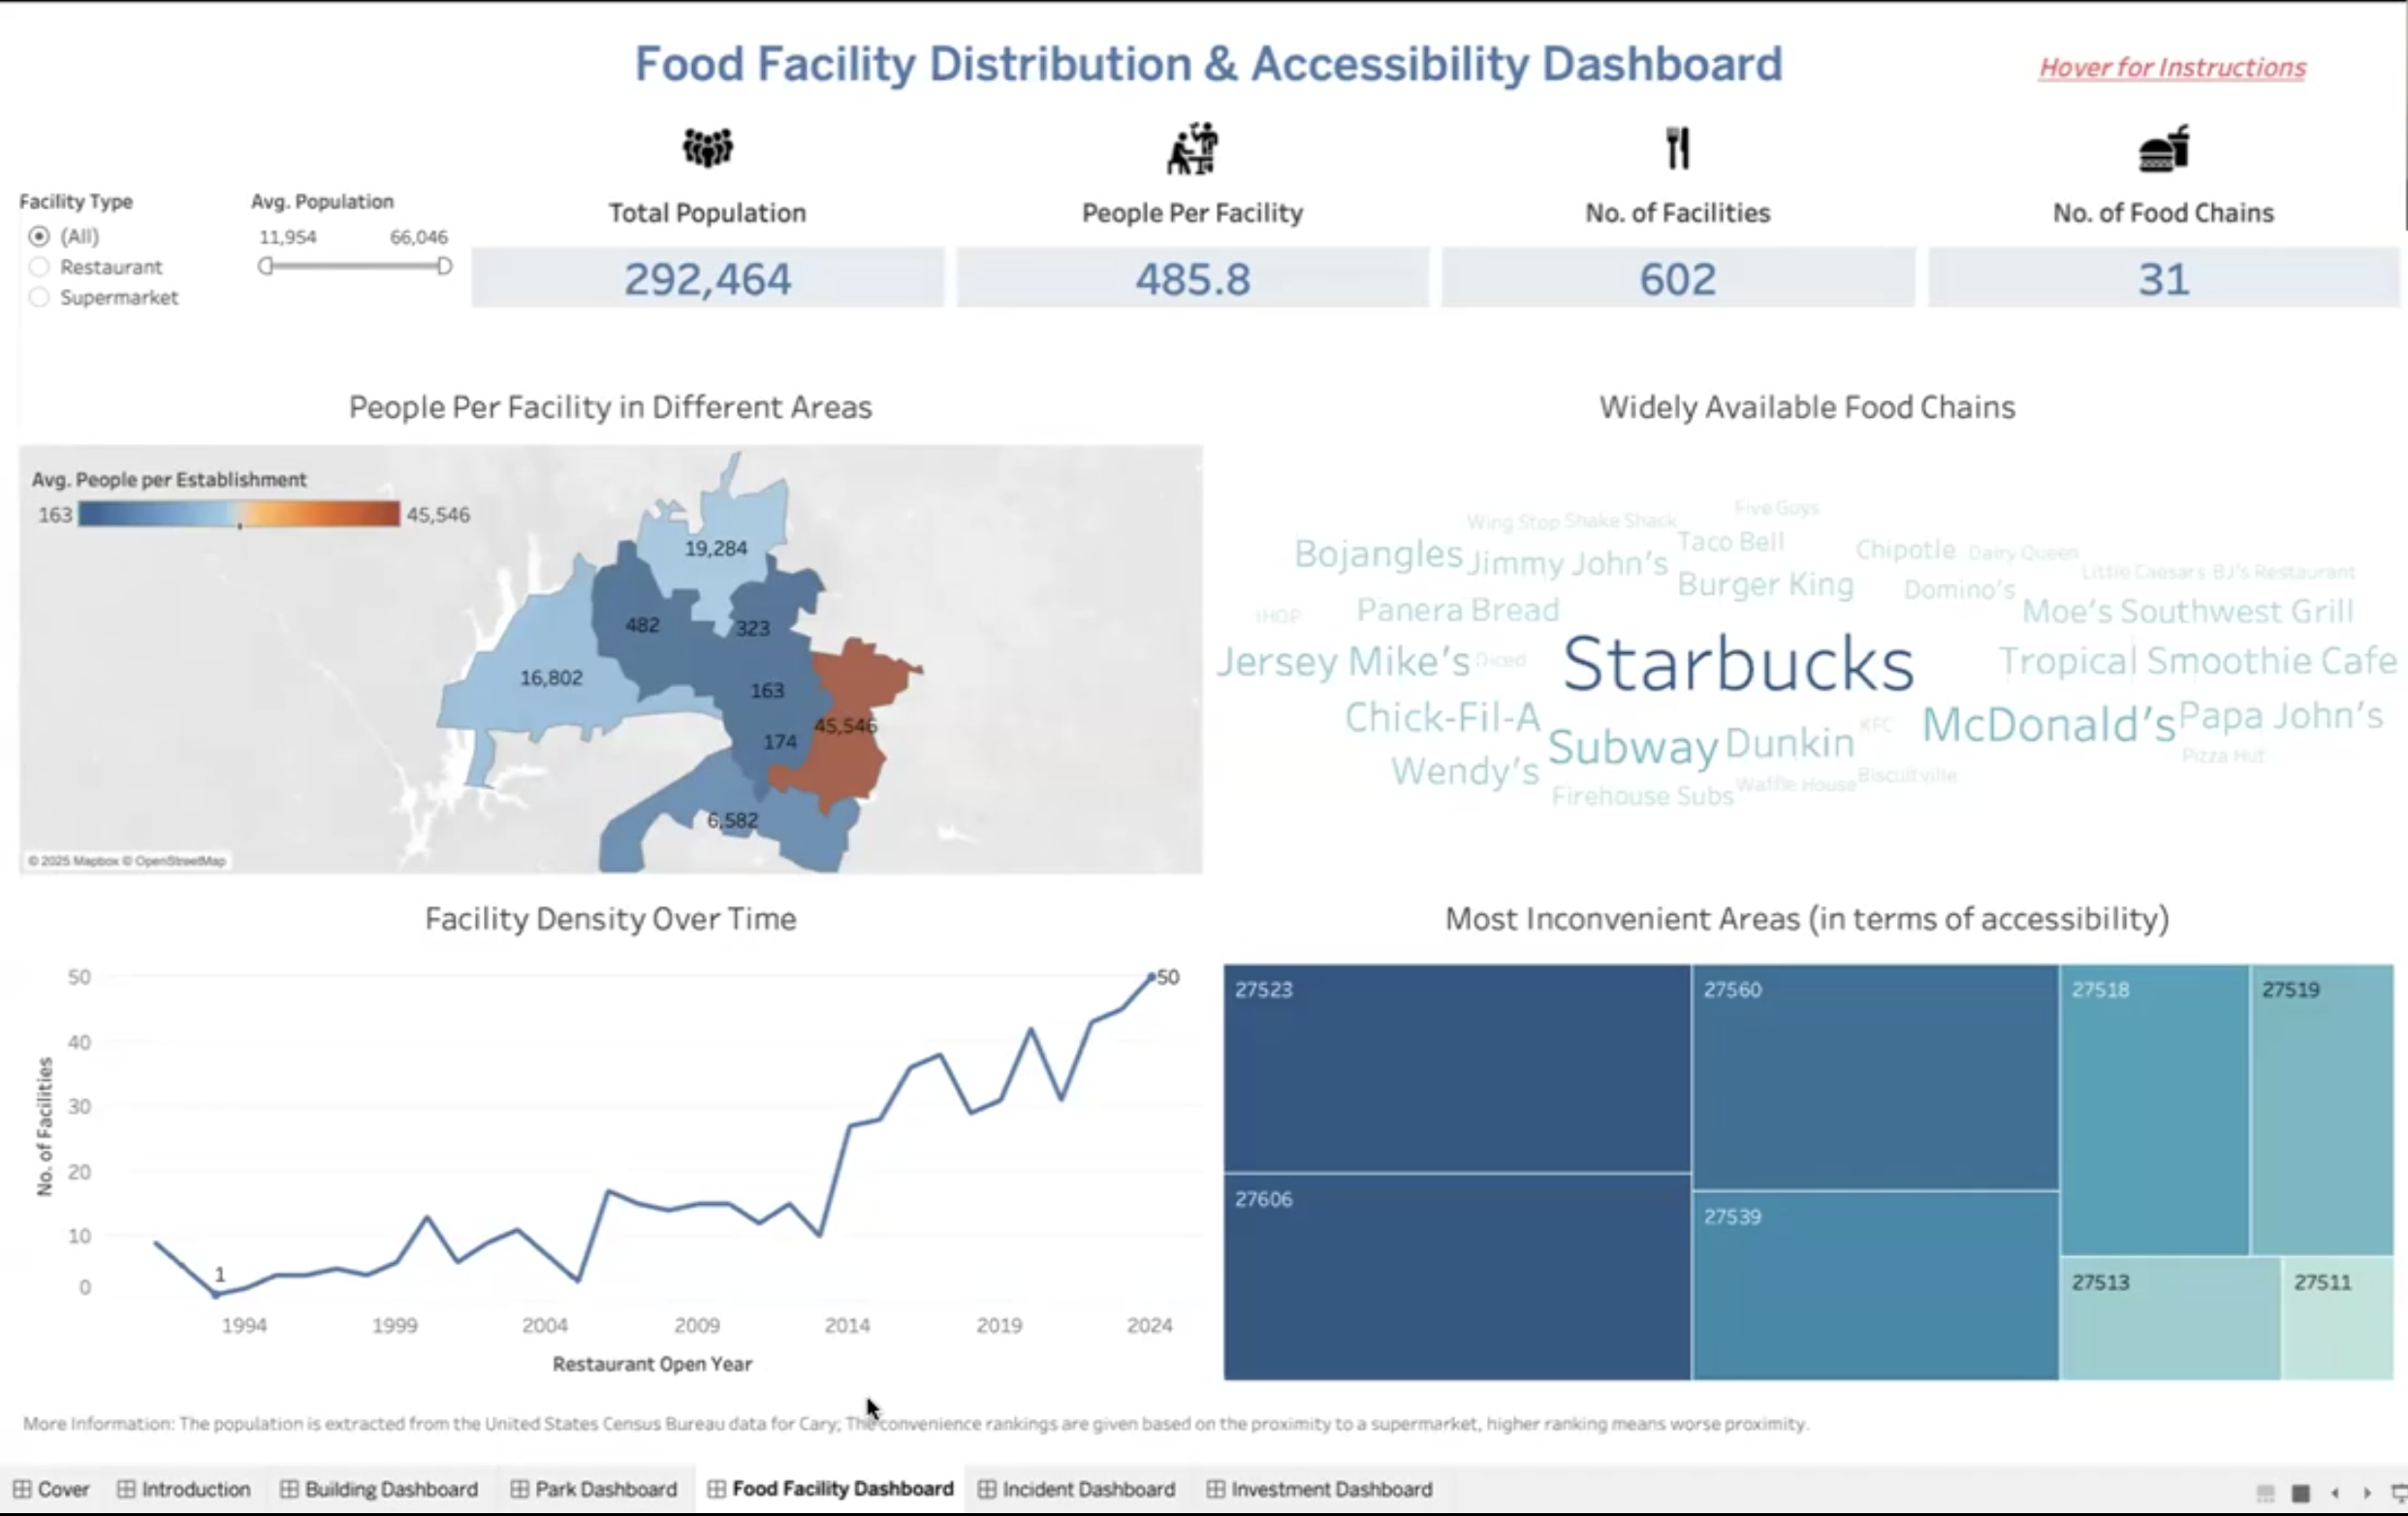 Food Facility Distribution & Accessibility Dashboard
Hover for Instructions
Facility Type
(All)
Restaurant
Supermarket
Avg. Population
11,954 66,046
Total Population
292,464
People Per Facility
485.8
No. of Facilities
602
No. of Food Chains
31
People Per Facility in Different Areas
Avg. People per Establishment
163 45,546
19,284
482
323
16,802
163
45,546
174
6,582
© 2025 Mapbox © OpenStreetMap
Widely Available Food Chains
Five Guys
Wing Stop Shake Shack
Taco Bell
Bojangles Jimmy John's
Chipotle Dairy Queen
Little Caesars BJ's Restaurant
Burger King
Domino's
IHOP Panera Bread
Moe's Southwest Grill
Jersey Mike's Diced
Starbucks
Tropical Smoothie Cafe
Chick-Fil-A
Subway Dunkin
KFC
McDonald's Papa John's
Pizza Hut
Wendy's
Firehouse Subs
Waffle House
Biscuitville
Facility Density Over Time
50
40
30
20
10
0
No. of Facilities
1
50
1994 1999 2004 2009 2014 2019 2024
Restaurant Open Year
Most Inconvenient Areas (in terms of accessibility)
27523
27560
27518
27519
27606
27539
27513
27511
More Information: The population is extracted from the United States Census Bureau data for Cary; The convenience rankings are given based on the proximity to a supermarket, higher ranking means worse proximity.
Cover Introduction Building Dashboard Park Dashboard Food Facility Dashboard Incident Dashboard Investment Dashboard